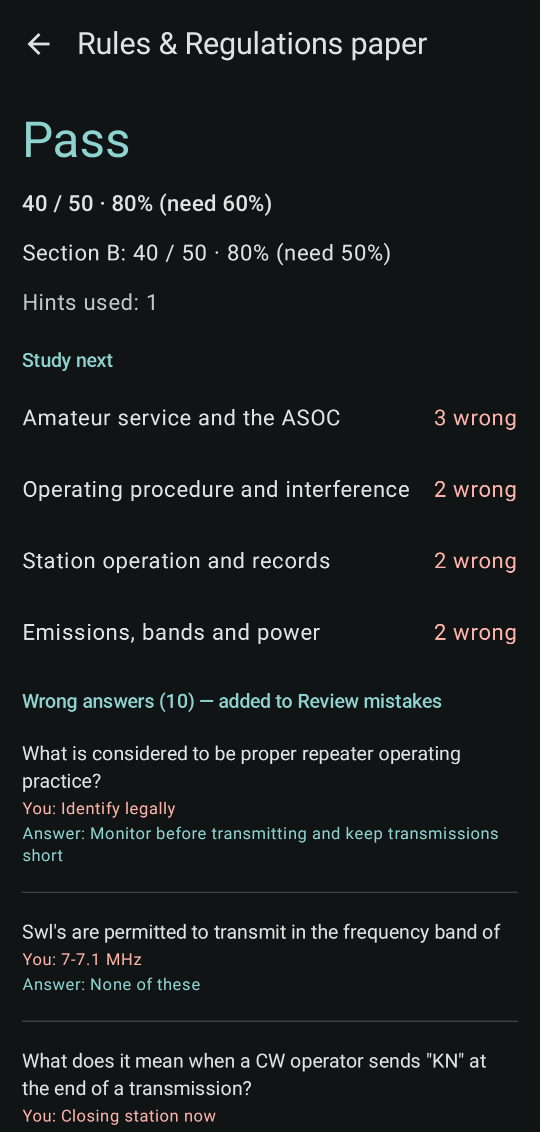 Rules & Regulations paper
Pass
40 / 50 · 80% (need 60%)
Section B: 40 / 50 · 80% (need 50%)
Hints used: 1
Study next
Amateur service and the ASOC 3 wrong
Operating procedure and interference 2 wrong
Station operation and records 2 wrong
Emissions, bands and power 2 wrong
Wrong answers (10) — added to Review mistakes
What is considered to be proper repeater operating
practice?
You: Identify legally
Answer: Monitor before transmitting and keep transmissions
short
Swl's are permitted to transmit in the frequency band of
You: 7-7.1 MHz
Answer: None of these
What does it mean when a CW operator sends "KN" at
the end of a transmission?
You: Closing station now